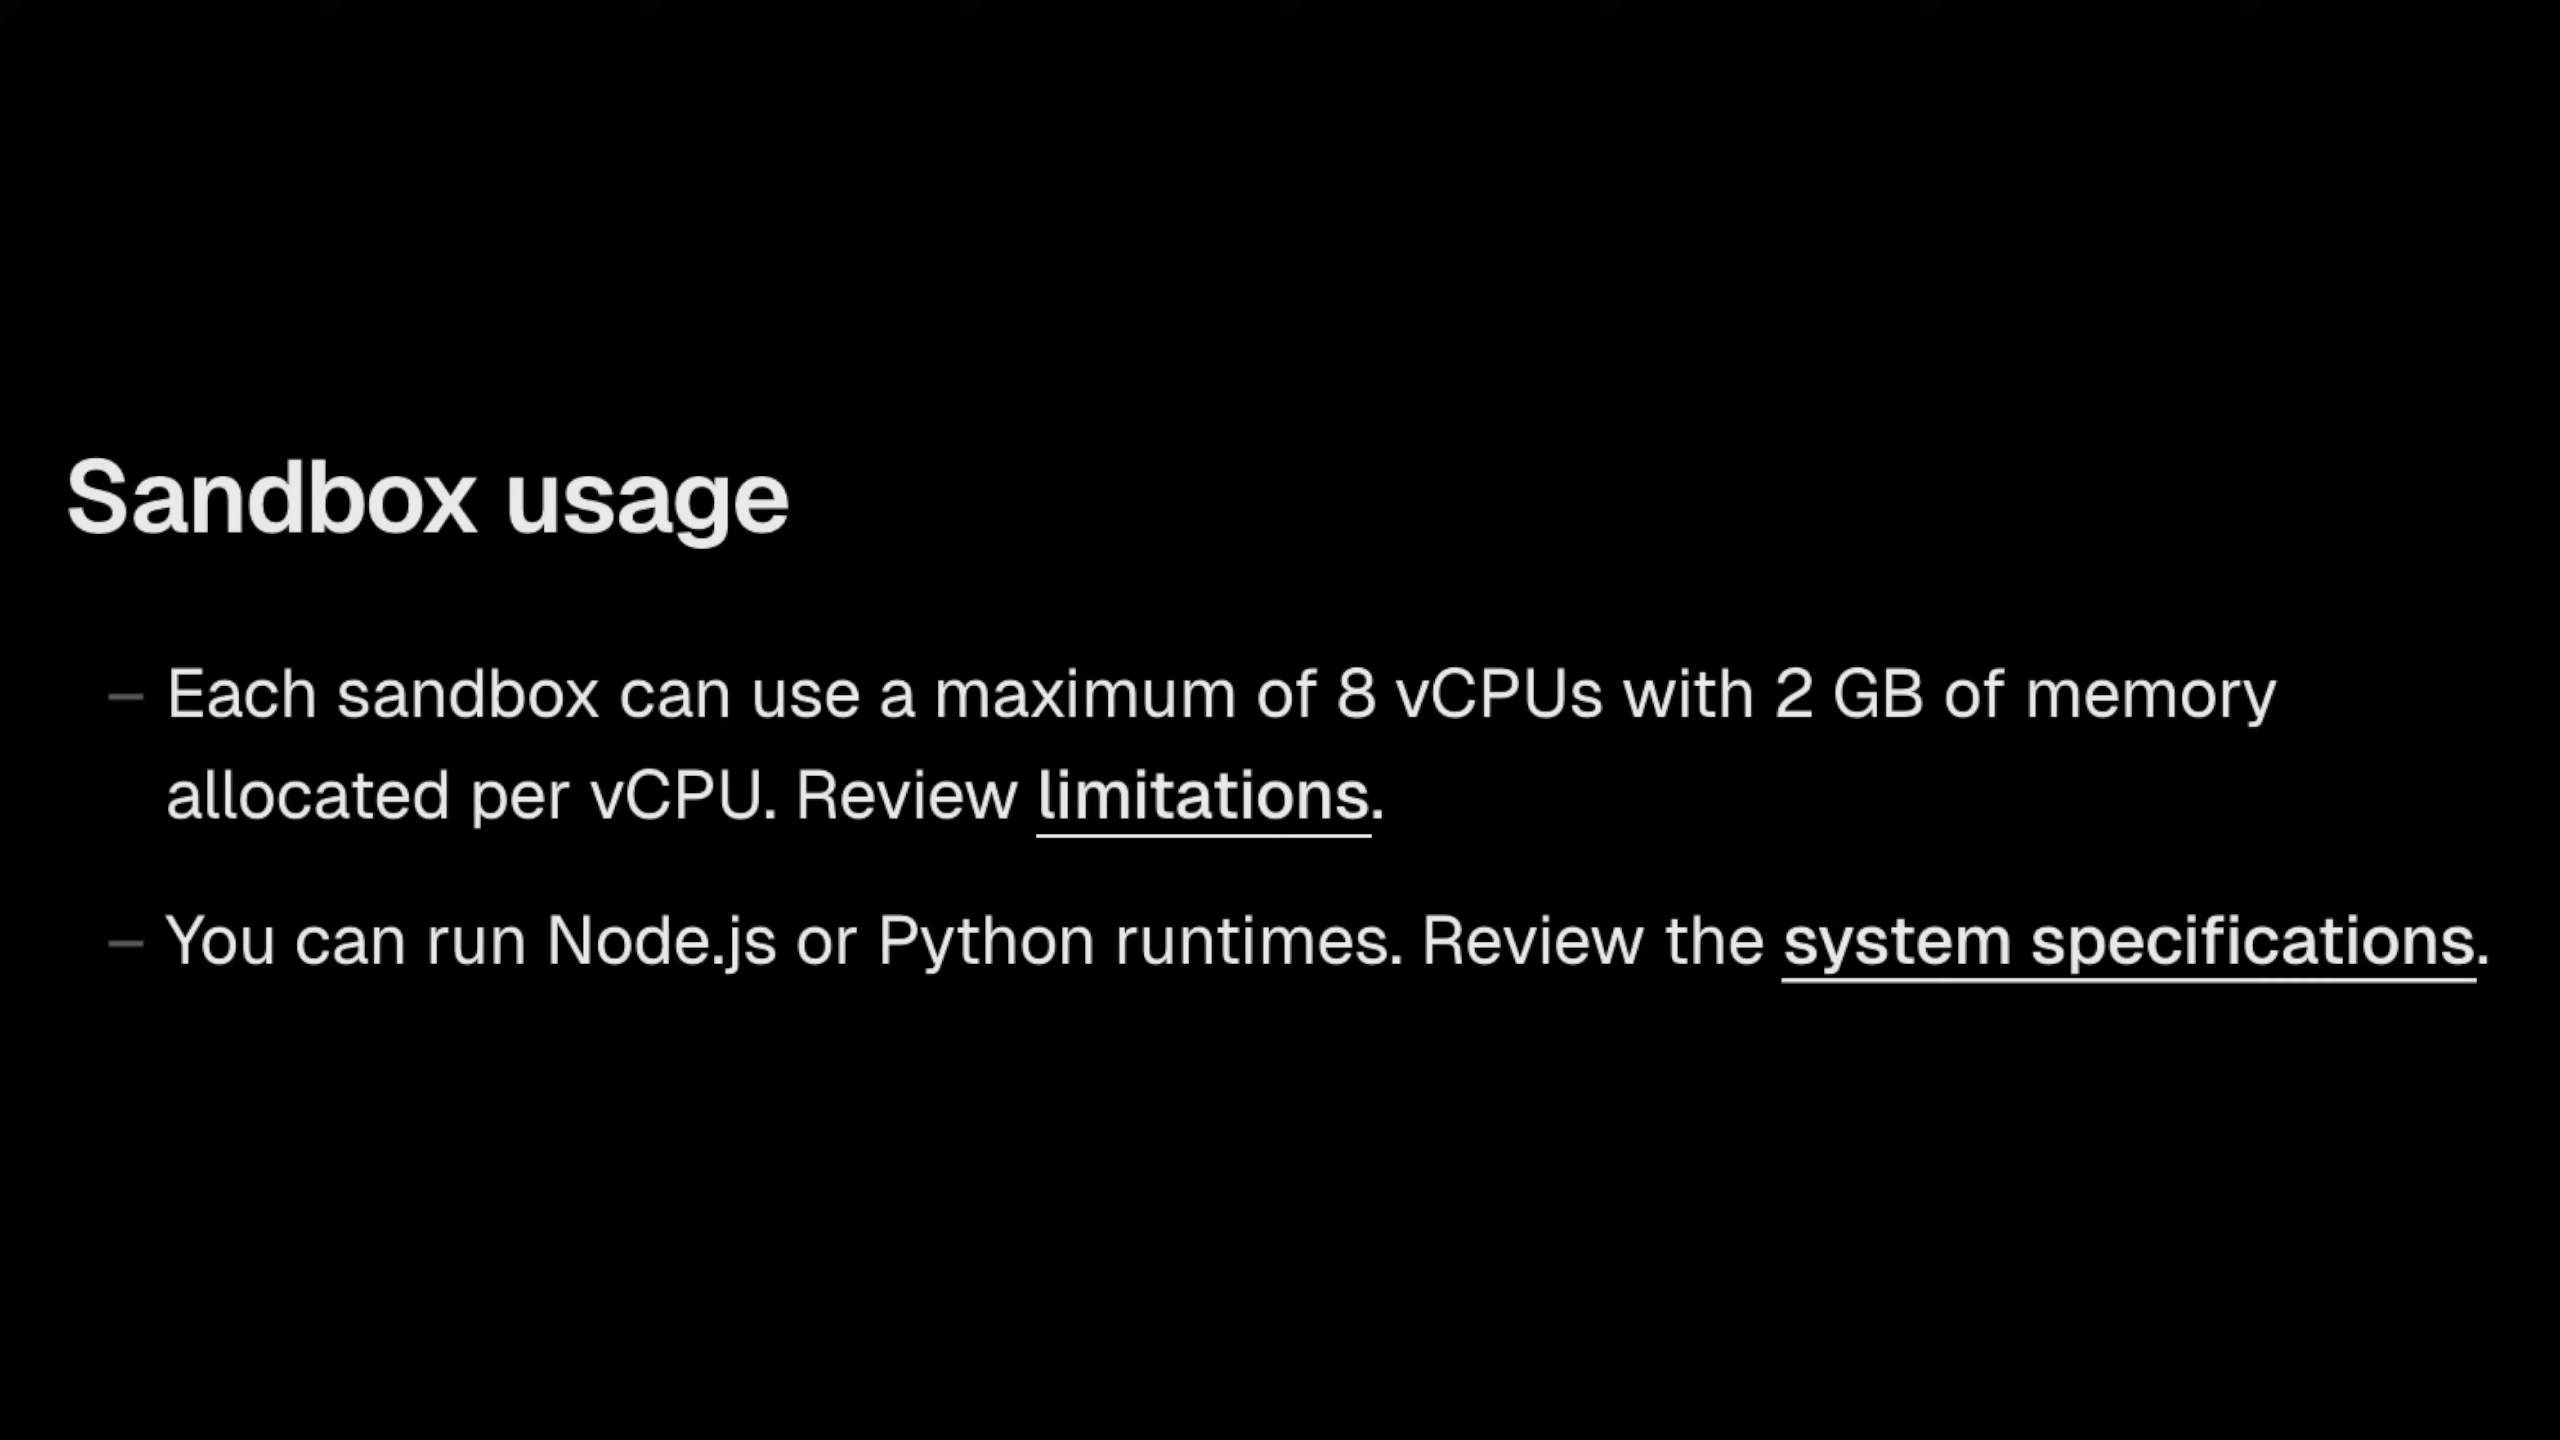 Sandbox usage
– Each sandbox can use a maximum of 8 vCPUs with 2 GB of memory
allocated per vCPU. Review limitations.
– You can run Node.js or Python runtimes. Review the system specifications.